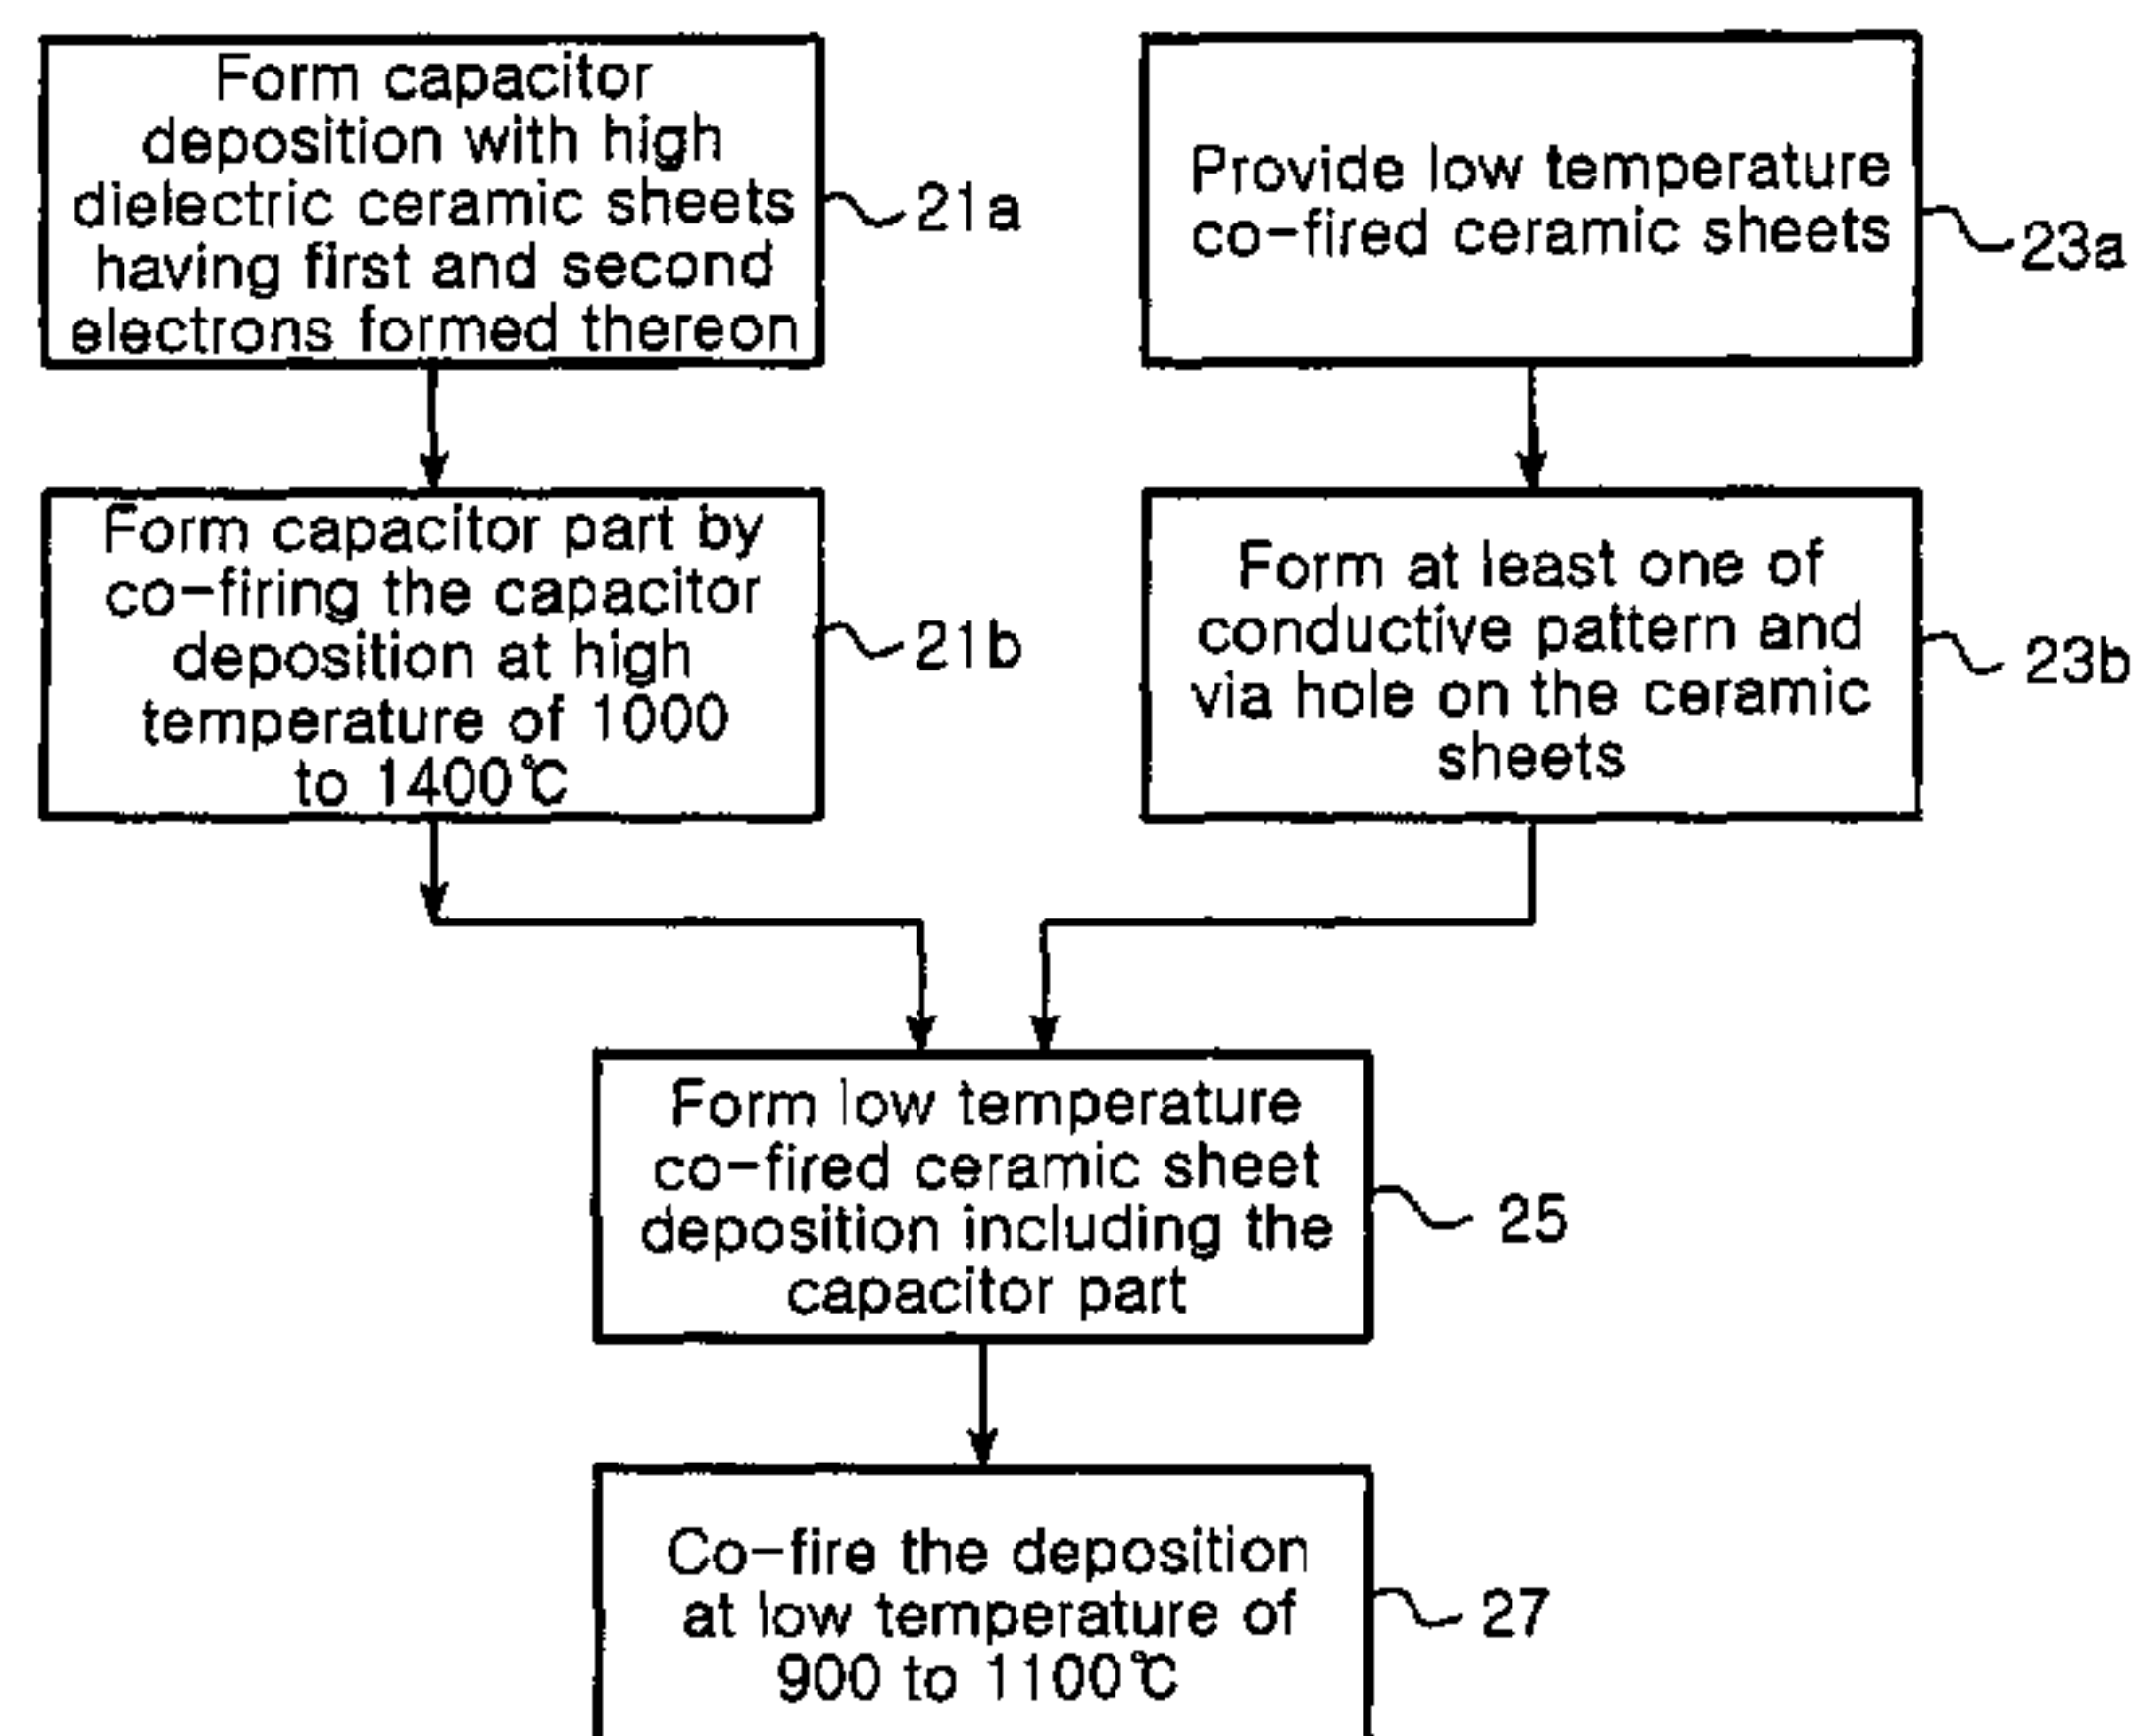 Form capacitor
deposition with high
dielectric ceramic sheets
having first and second
electrons formed thereon
21a
Form capacitor part by
co-firing the capacitor
deposition at high
temperature of 1000
to 1400℃
21b
Provide low temperature
co-fired ceramic sheets
23a
Form at least one of
conductive pattern and
via hole on the ceramic
sheets
23b
Form low temperature
co-fired ceramic sheet
deposition including the
capacitor part
25
Co-fire the deposition
at low temperature of
900 to 1100℃
27